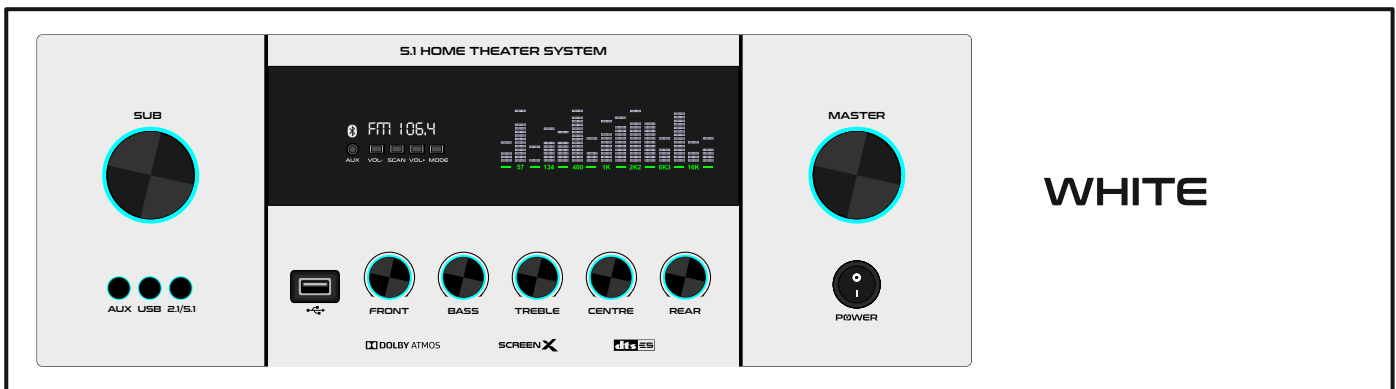 5.1 HOME THEATER SYSTEM
SUB
MASTER
FM 106.4
AUX VOL- SCAN VOL+ MODE
57 134 400 1K 2K2 6K3 16K
WHITE
AUX USB 2.1/5.1
FRONT BASS TREBLE CENTRE REAR
POWER
DOLBY ATMOS
SCREEN X
dts ES